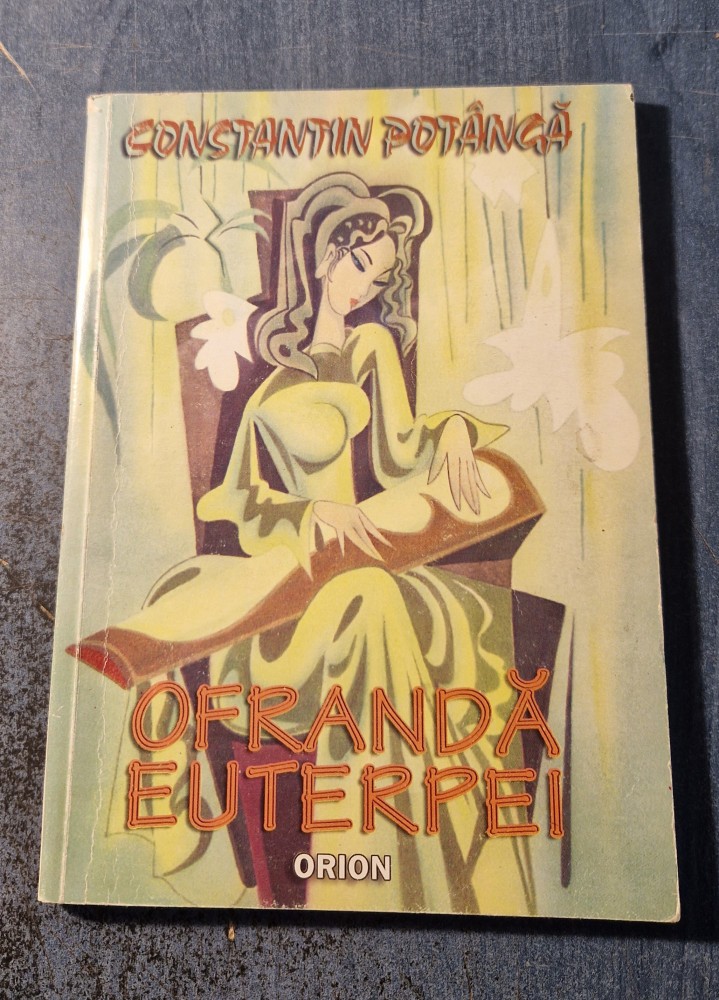 CONSTANTIN POTÂNGĂ
OFRANDĂ
EUTERPEI
ORION